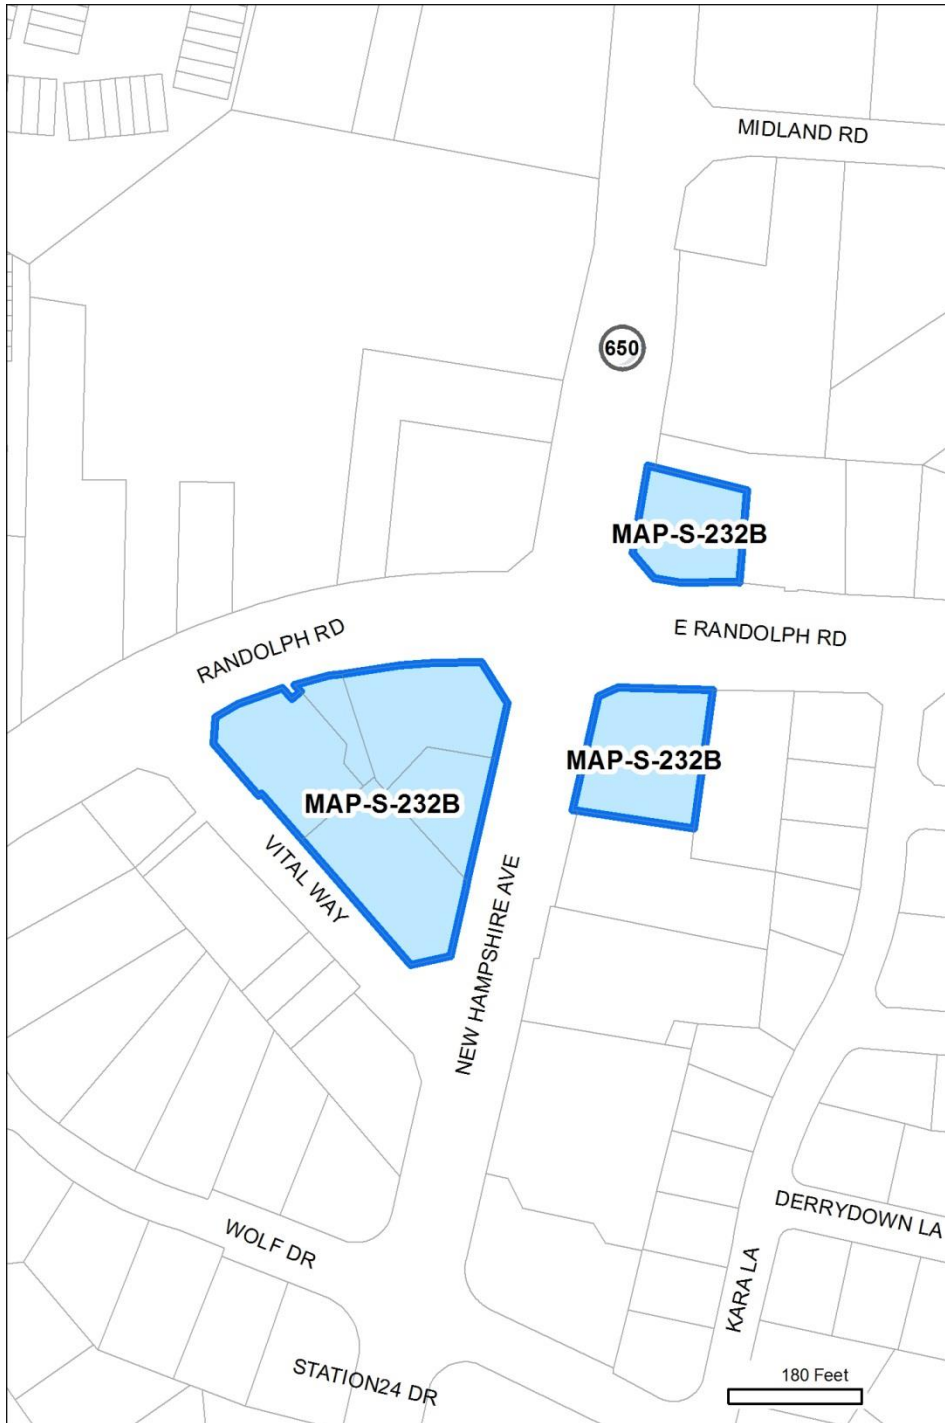 MIDLAND RD
650
MAP-S-232B
E RANDOLPH RD
RANDOLPH RD
MAP-S-232B
MAP-S-232B
VITAL WAY
NEW HAMPSHIRE AVE
DERRYDOWN LA
WOLF DR
KARA LA
STATION24 DR
180 Feet